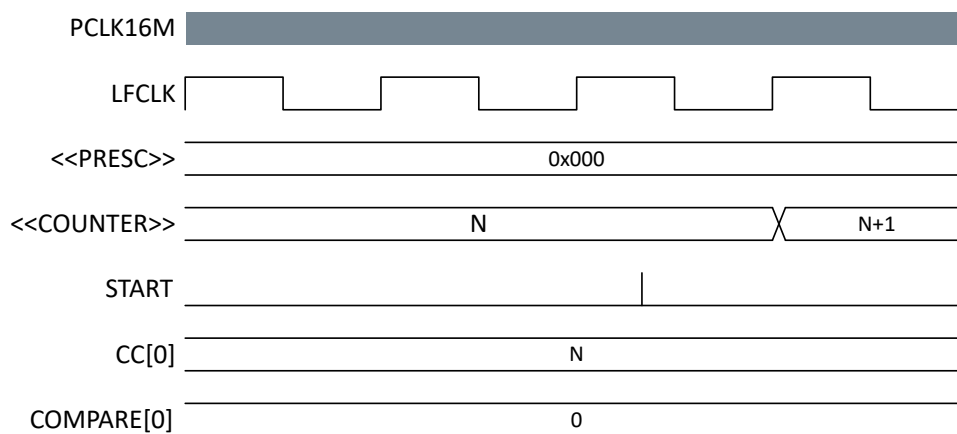 PCLK16M
LFCLK
<<PRESC>> 0x000
<<COUNTER>> N N+1
START
CC[0] N
COMPARE[0] 0